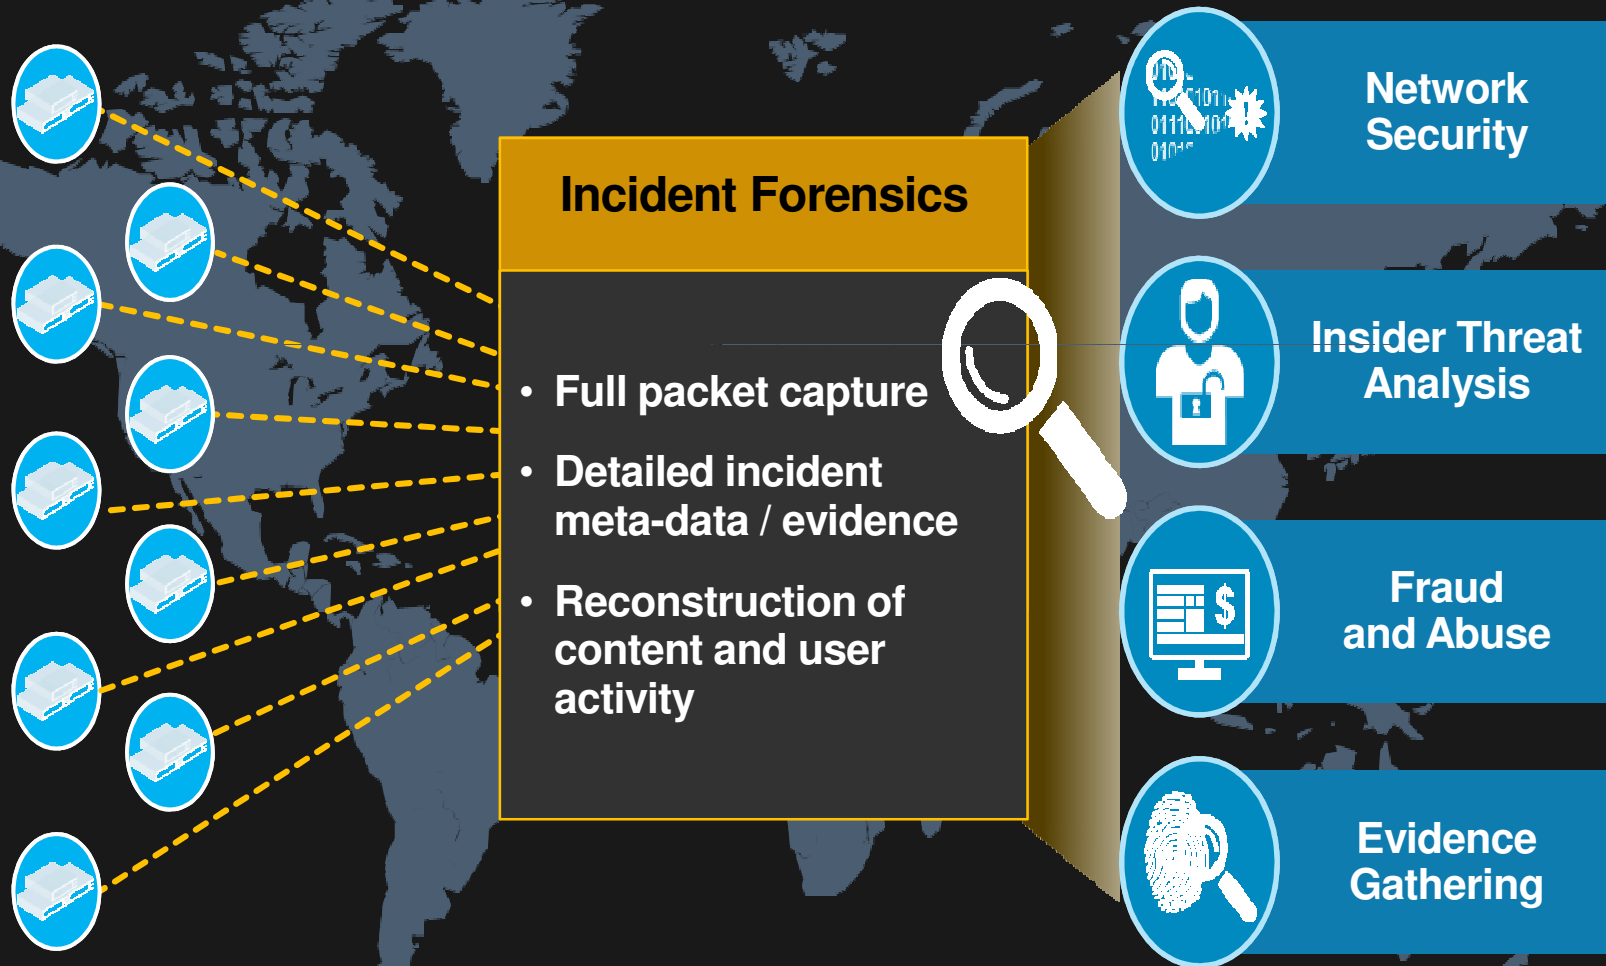 Incident Forensics
• Full packet capture
• Detailed incident
meta-data / evidence
• Reconstruction of
content and user
activity
Network
Security
Insider Threat
Analysis
$
Fraud
and Abuse
Evidence
Gathering